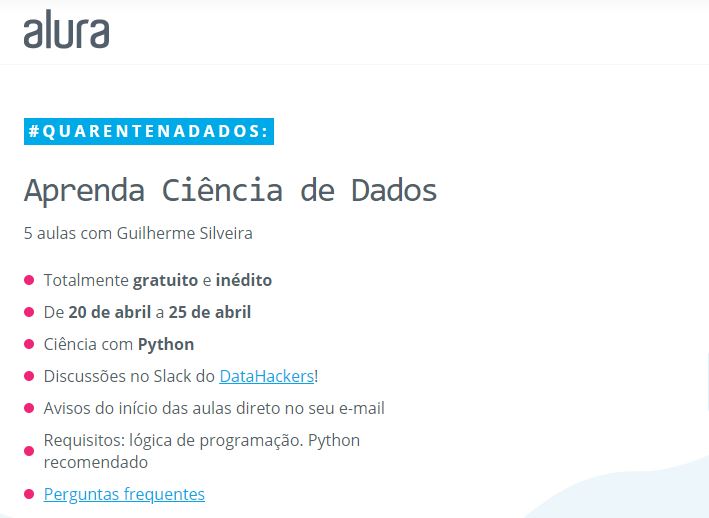 alura
#QUARENTENADADOS:
Aprenda Ciência de Dados
5 aulas com Guilherme Silveira
Totalmente gratuito e inédito
De 20 de abril a 25 de abril
Ciência com Python
Discussões no Slack do DataHackers!
Avisos do início das aulas direto no seu e-mail
Requisitos: lógica de programação. Python
recomendado
Perguntas frequentes